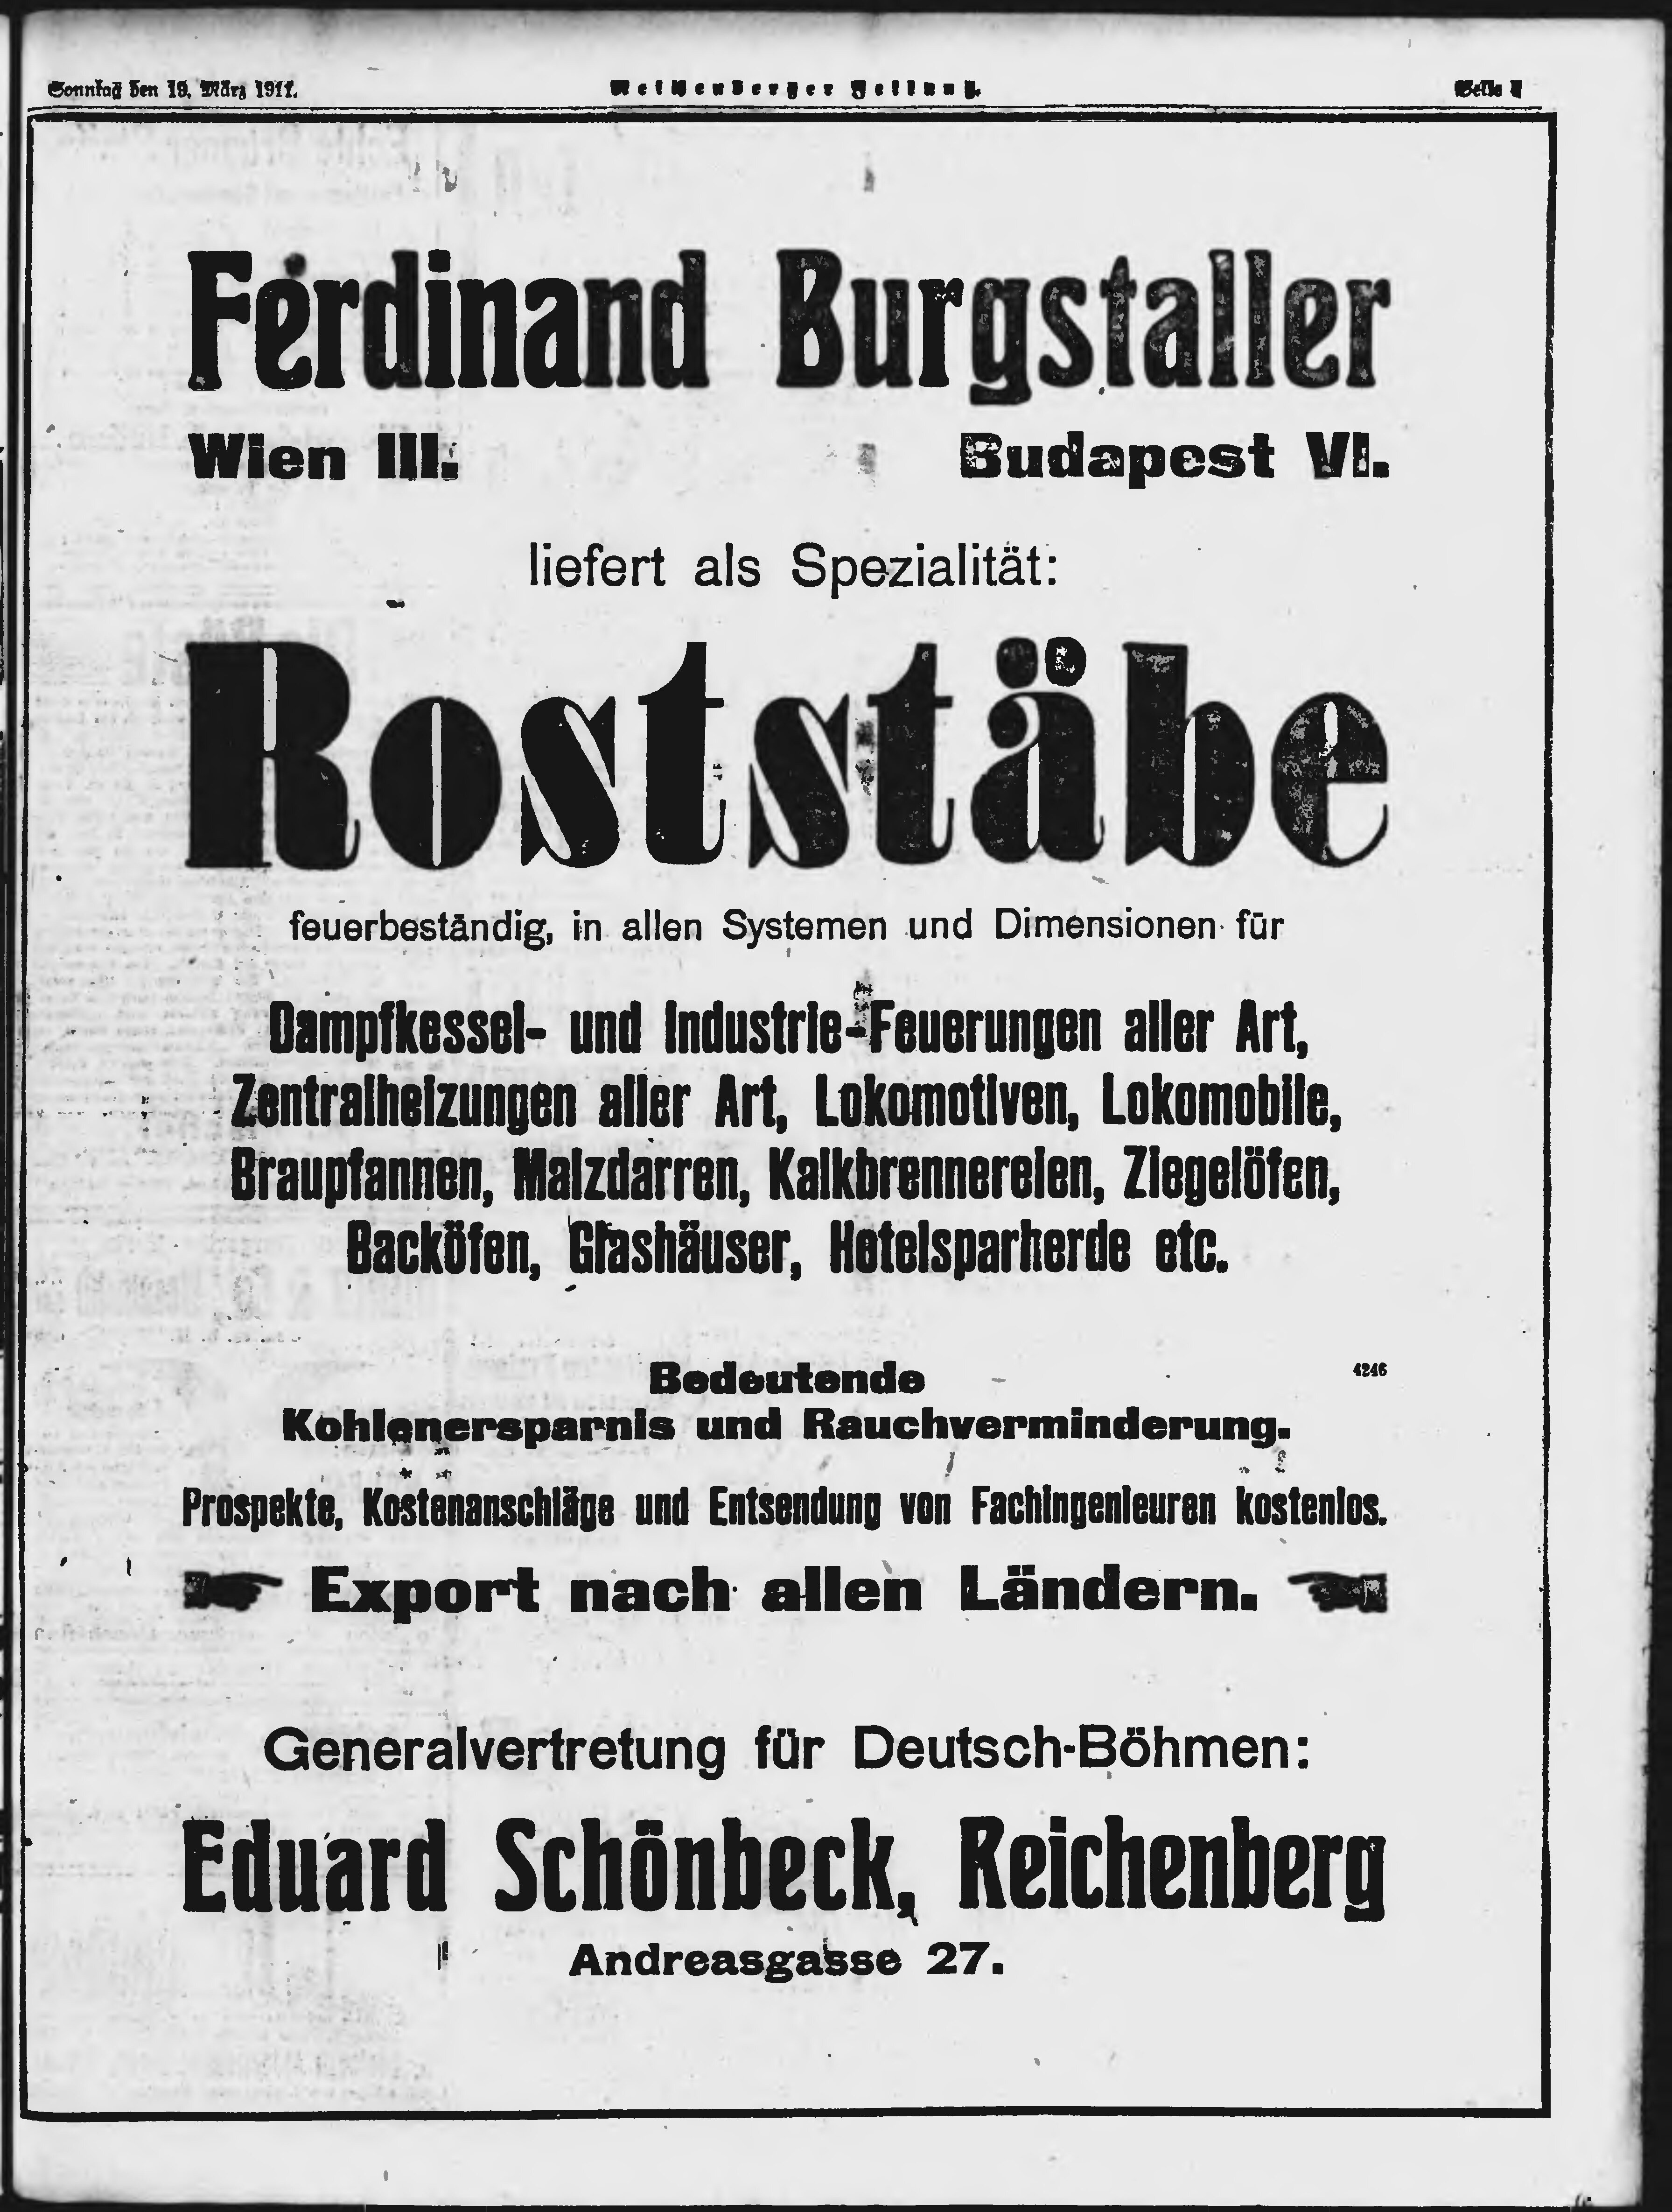 Sonntag den 19. März 1911.
Reichenberger Zeitung.
Seite
Ferdinand Burgstaller
Wien III.
Budapest VI.
liefert als Spezialität:
Roststäbe
feuerbeständig, in allen Systemen und Dimensionen für
Dampfkessel- und Industrie-Feuerungen aller Art,
Zentralheizungen aller Art, Lokomotiven, Lokomobile,
Braupfannen, Malzdarren, Kalkbrennereien, Ziegelöfen,
Backöfen, Glashäuser, Hotelsparherde etc.
Bedeutende
4246
Kohlenersparnis und Rauchverminderung.
Prospekte, Kostenanschläge und Entsendung von Fachingenieuren kostenlos.
Export nach allen Ländern.
Generalvertretung für Deutsch-Böhmen:
Eduard Schönbeck, Reichenberg
Andreasgasse 27.